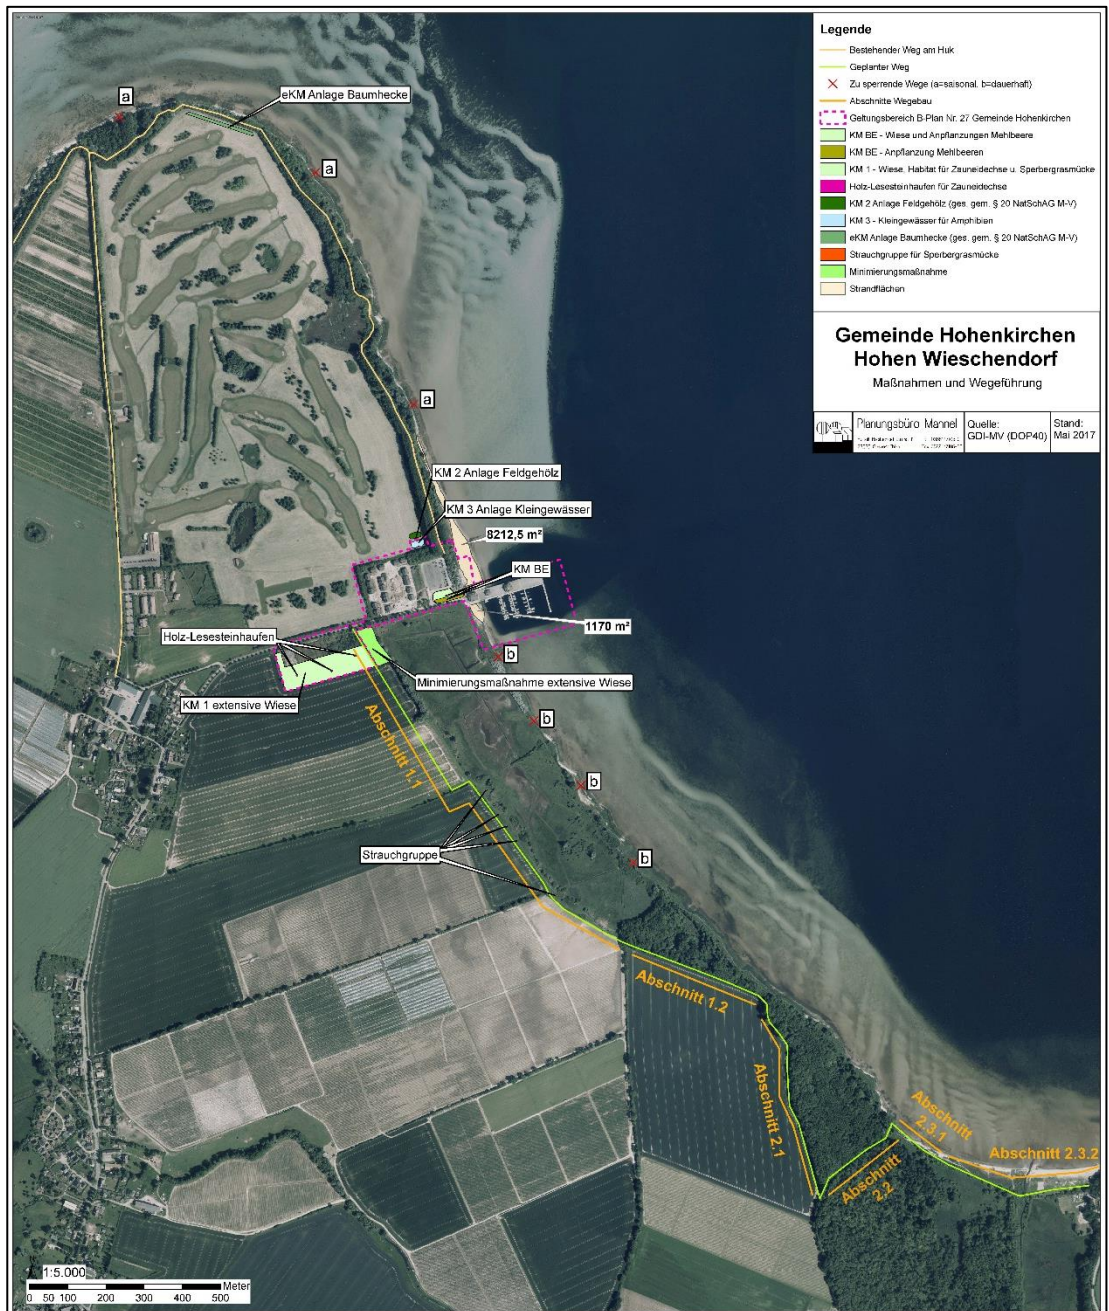 Legende
Bestehender Weg am Huk
Geplanter Weg
Zu sperrende Wege (a=saisonal, b=dauerhaft)
Abschnitte Wegebau
Geltungsbereich B-Plan Nr. 27 Gemeinde Hohenkirchen
KM BE - Wiese und Anpflanzungen Mehlbeere
KM BE - Anpflanzung Mehlbeeren
KM 1 - Wiese, Habitat für Zauneidechse u. Sperbergrasmücke
Holz-Lesesteinhaufen für Zauneidechse
KM 2 Anlage Feldgehölz (ges. gem. § 20 NatSchAG M-V)
KM 3 - Kleingewässer für Amphibien
eKM Anlage Baumhecke (ges. gem. § 20 NatSchAG M-V)
Strauchgruppe für Sperbergrasmücke
Minimierungsmaßnahme
Strandflächen
Gemeinde Hohenkirchen
Hohen Wieschendorf
Maßnahmen und Wegeführung
Planungsbüro Mannel
Quelle:
GDI-MV (DOP40)
Stand:
Mai 2017
a
eKM Anlage Baumhecke
a
a
KM 2 Anlage Feldgehölz
KM 3 Anlage Kleingewässer
8212,5 m²
KM BE
1170 m²
Holz-Lesesteinhaufen
b
Minimierungsmaßnahme extensive Wiese
KM 1 extensive Wiese
Abschnitt 1.1
b
b
Strauchgruppe
b
Abschnitt 1.2
Abschnitt 2.1
Abschnitt
2.2
Abschnitt
2.3.1
Abschnitt 2.3.2
1:5.000
Meter
0 50 100 200 300 400 500